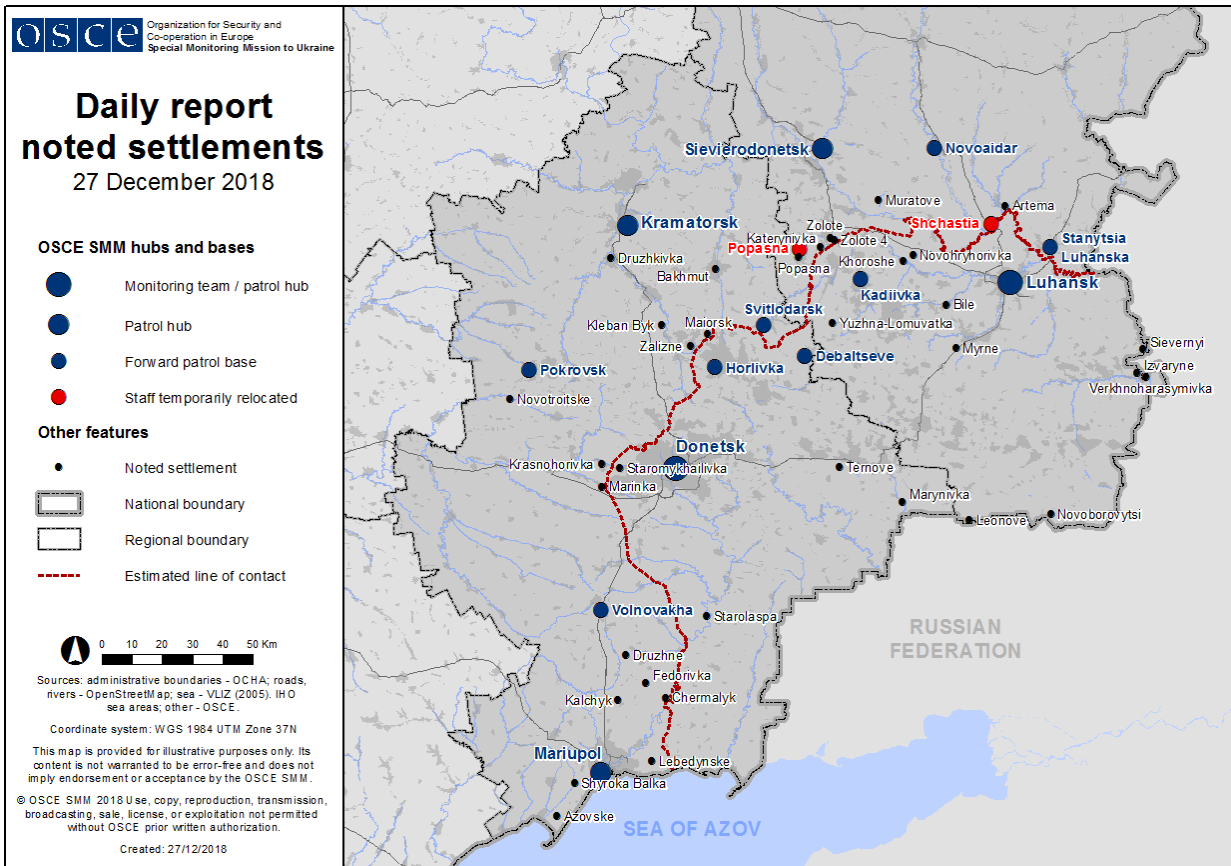 osce
Organization for Security and
Co-operation in Europe
Special Monitoring Mission to Ukraine
Daily report
noted settlements
27 December 2018
OSCE SMM hubs and bases
Monitoring team / patrol hub
Patrol hub
Forward patrol base
Staff temporarily relocated
Other features
Noted settlement
National boundary
Regional boundary
Estimated line of contact
0 10 20 30 40 50 Km
Sources: administrative boundaries - OCHA; roads,
rivers - OpenStreetMap; sea - VLIZ (2005). IHO
sea areas; other - OSCE.
Coordinate system: WGS 1984 UTM Zone 37N
This map is provided for illustrative purposes only. Its
content is not warranted to be error-free and does not
imply endorsement or acceptance by the OSCE SMM.
© OSCE SMM 2018 Use, copy, reproduction, transmission,
broadcasting, sale, license, or exploitation not permitted
without OSCE prior written authorization.
Created: 27/12/2018
Sievierodonetsk
Novoaidar
Muratove
Artema
Kramatorsk
Shchastia
Zolote
Zolote 4
Katerynivka
Popasna
Popasna
Stanytsia
Luhanska
Druzhkivka
Bakhmut
Khoroshe
Novohryhorivka
Kadiivka
Luhansk
Bile
Svitlodarsk
Kleban Byk
Maiorsk
Yuzhna-Lomuvatka
Zalizne
Debaltseve
Myrne
Sievernyi
Izvaryne
Verkhnoharasymivka
Pokrovsk
Horlivka
Novotroitske
Donetsk
Krasnohorivka
Staromykhailivka
Marinka
Ternove
Marynivka
Leonove
Novoborovytsi
Volnovakha
Starolaspa
RUSSIAN
FEDERATION
Druzhne
Fedorivka
Kalchyk
Chermalyk
Mariupol
Lebedynske
Shyroka Balka
Azovske
SEA OF AZOV